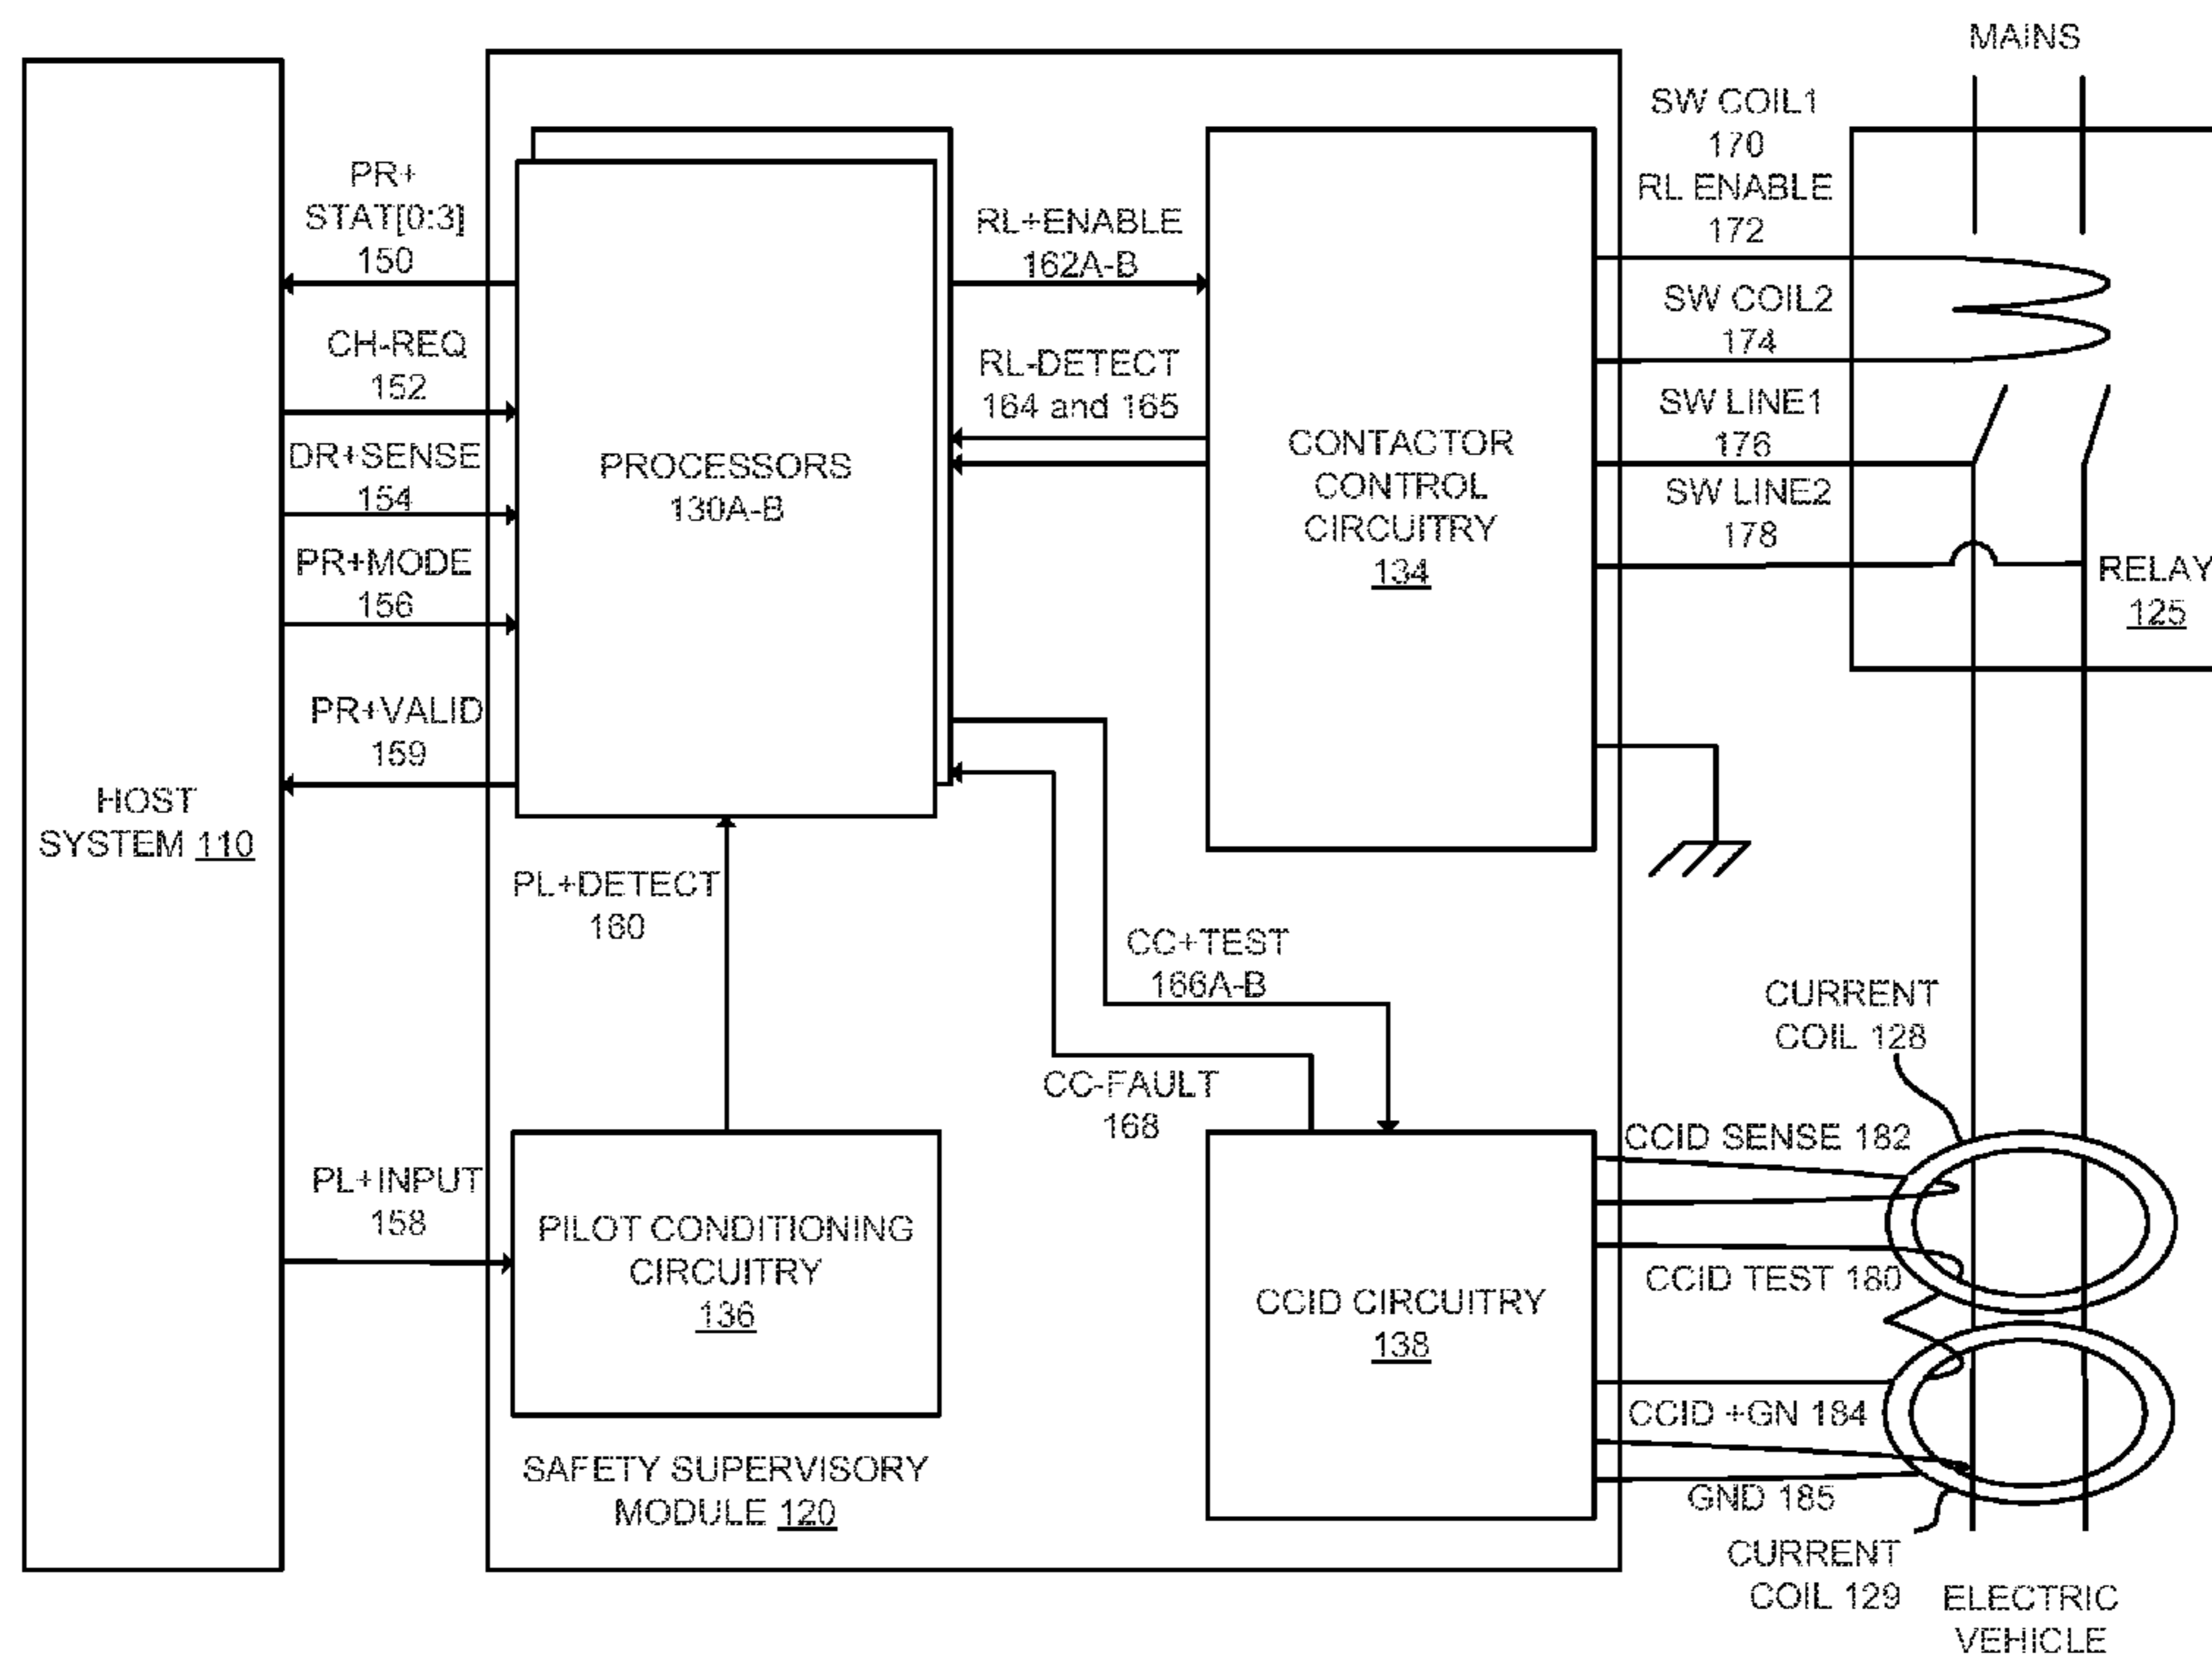 MAINS
SW COIL1
170
RL ENABLE
172
SW COIL2
174
SW LINE1
176
SW LINE2
178
RELAY
125
PR+
STAT[0:3]
150
CH-REQ
152
DR+SENSE
154
PR+MODE
156
PR+VALID
159
HOST
SYSTEM 110
PROCESSORS
130A-B
RL+ENABLE
162A-B
RL-DETECT
164 and 165
CONTACTOR
CONTROL
CIRCUITRY
134
PL+DETECT
160
CC+TEST
166A-B
CC-FAULT
168
PL+INPUT
158
PILOT CONDITIONING
CIRCUITRY
136
SAFETY SUPERVISORY
MODULE 120
CCID CIRCUITRY
138
CURRENT
COIL 128
CCID SENSE 182
CCID TEST 180
CCID +GN 184
GND 185
CURRENT
COIL 129
ELECTRIC
VEHICLE